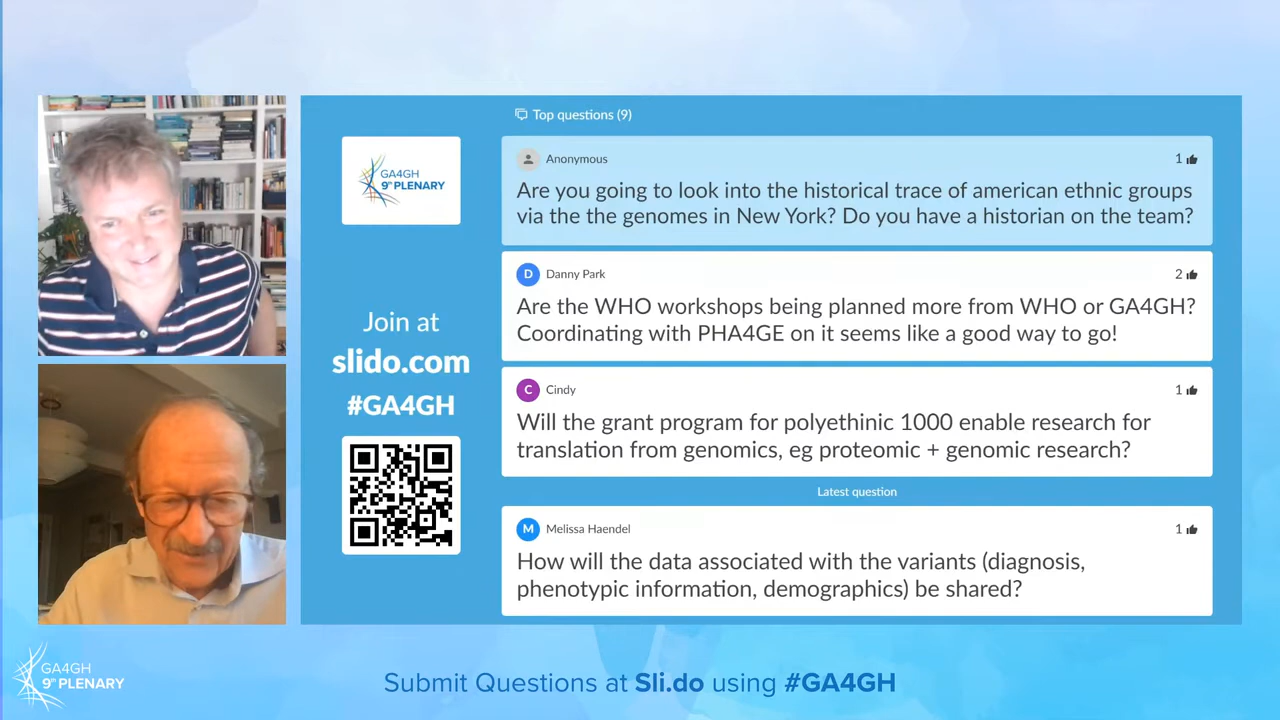 Top questions (9)
GA4GH
9th PLENARY
Join at
slido.com
#GA4GH
Anonymous
1
Are you going to look into the historical trace of american ethnic groups
via the the genomes in New York? Do you have a historian on the team?
D Danny Park
2
Are the WHO workshops being planned more from WHO or GA4GH?
Coordinating with PHA4GE on it seems like a good way to go!
C Cindy
1
Will the grant program for polyethinic 1000 enable research for
translation from genomics, eg proteomic + genomic research?
Latest question
M Melissa Haendel
1
How will the data associated with the variants (diagnosis,
phenotypic information, demographics) be shared?
GA4GH
9th PLENARY
Submit Questions at Sli.do using #GA4GH